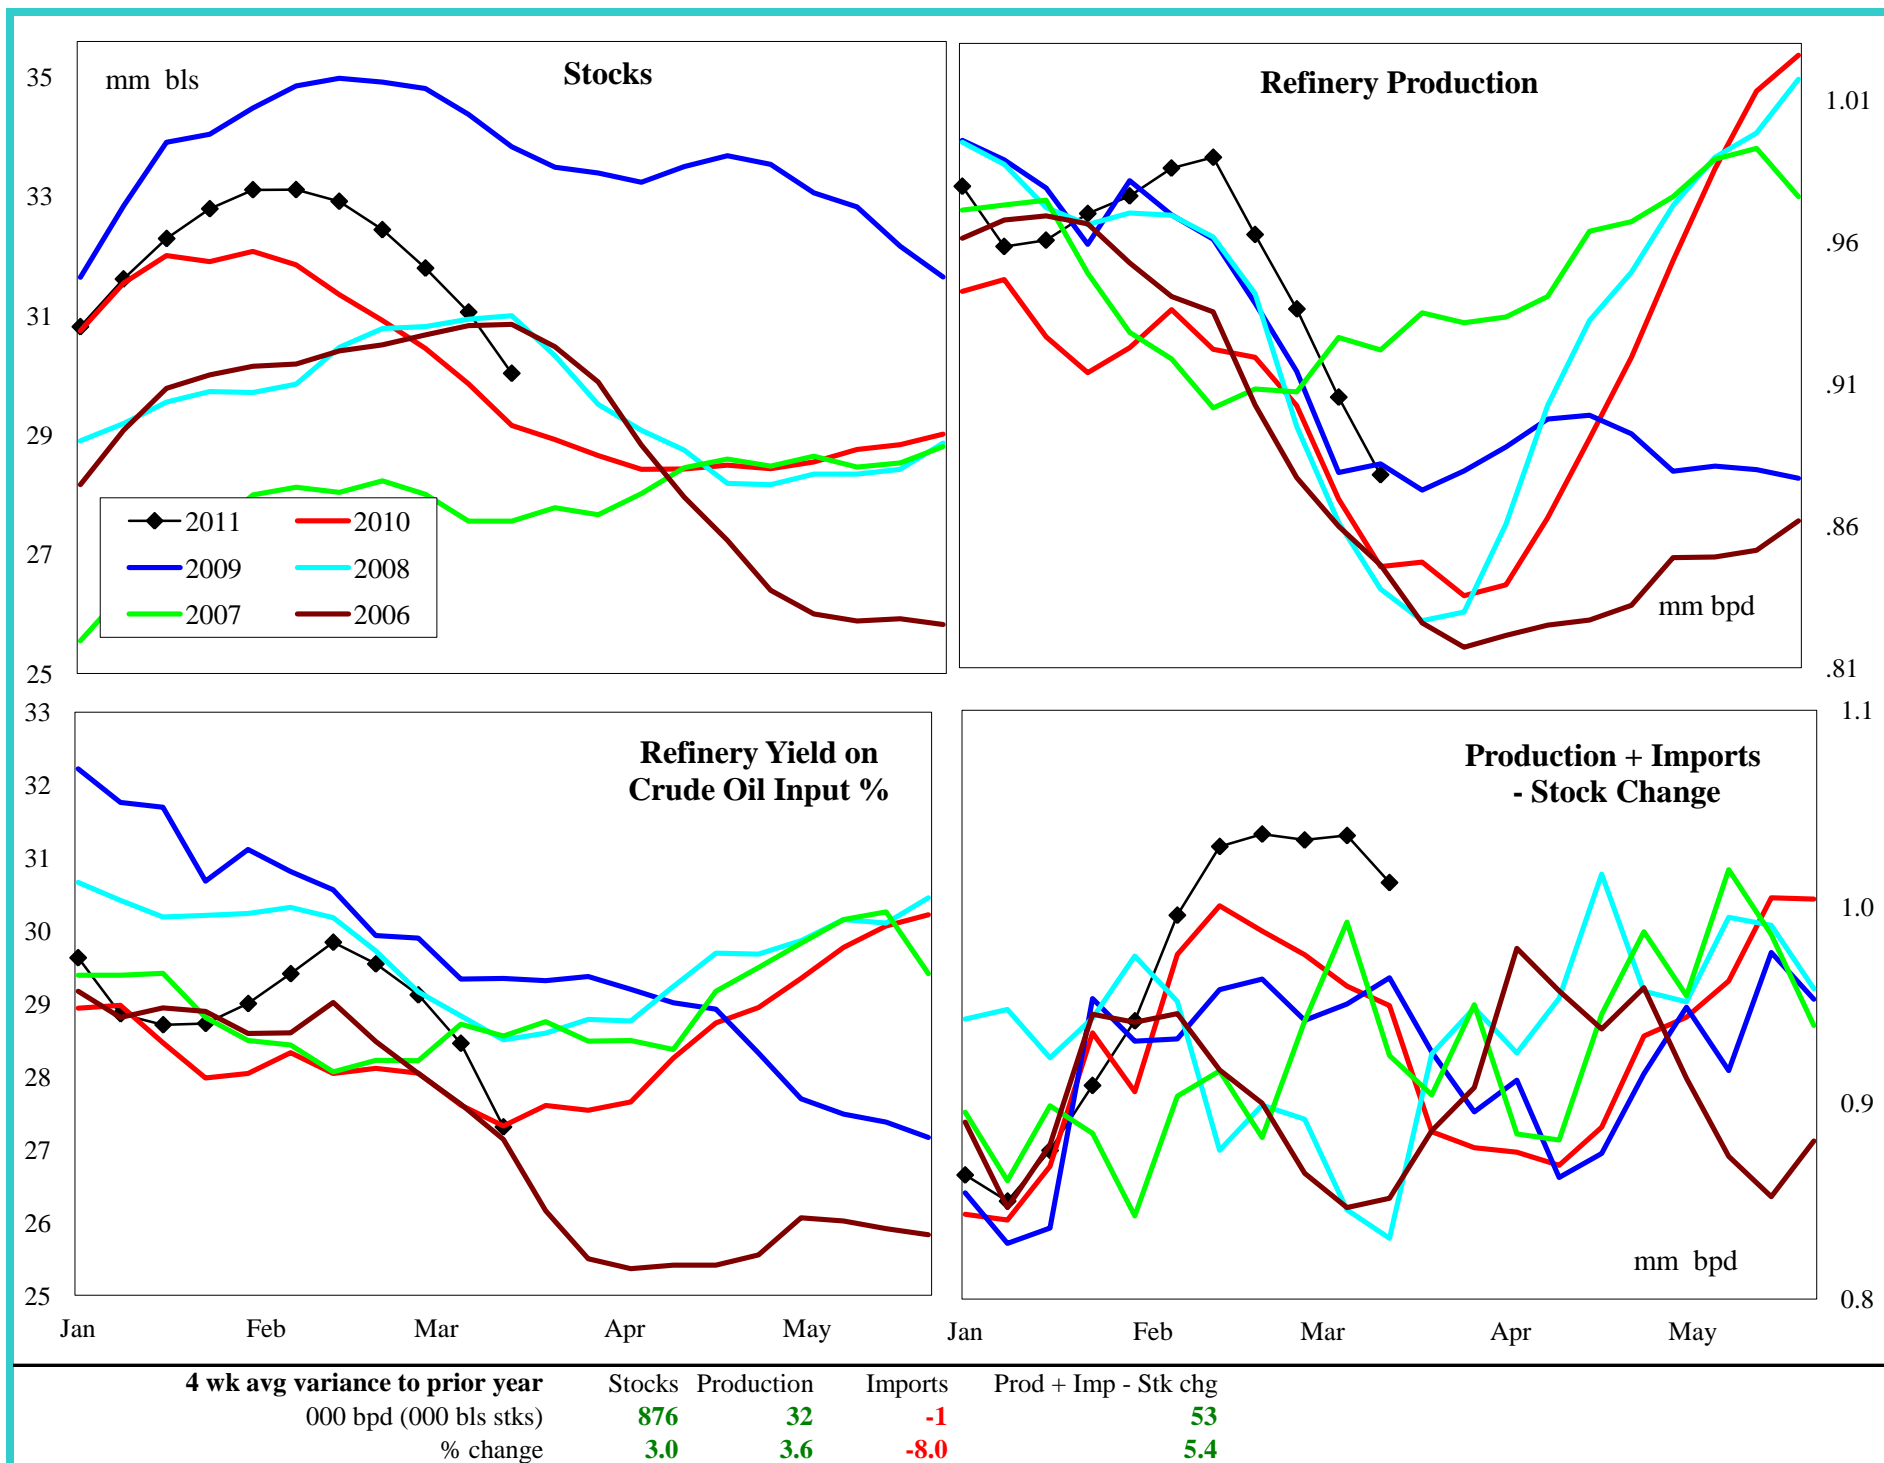 mm bls
Stocks
35
33
31
29
27
25
2011
2010
2009
2008
2007
2006
Refinery Production
1.01
.96
.91
.86
.81
mm bpd
33
32
31
30
29
28
27
26
25
Refinery Yield on
Crude Oil Input %
Jan Feb Mar Apr May
Production + Imports
- Stock Change
1.1
1.0
0.9
0.8
mm bpd
Jan Feb Mar Apr May
4 wk avg variance to prior year Stocks Production Imports Prod + Imp - Stk chg
000 bpd (000 bls stks) 876 32 -1 53
% change 3.0 3.6 -8.0 5.4